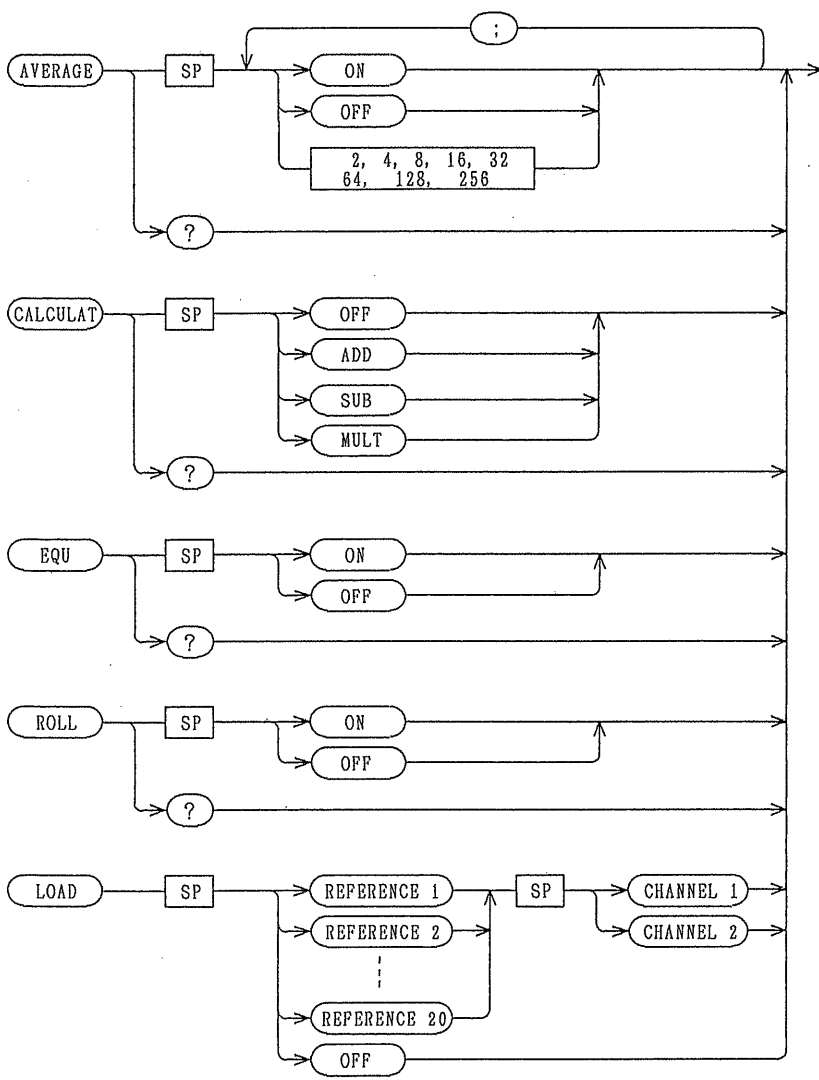 ;
AVERAGE SP ON
OFF
2, 4, 8, 16, 32
64, 128, 256
?
CALCULAT SP OFF
ADD
SUB
MULT
?
EQU SP ON
OFF
?
ROLL SP ON
OFF
?
LOAD SP REFERENCE 1 SP CHANNEL 1
REFERENCE 2 CHANNEL 2
REFERENCE 20
OFF